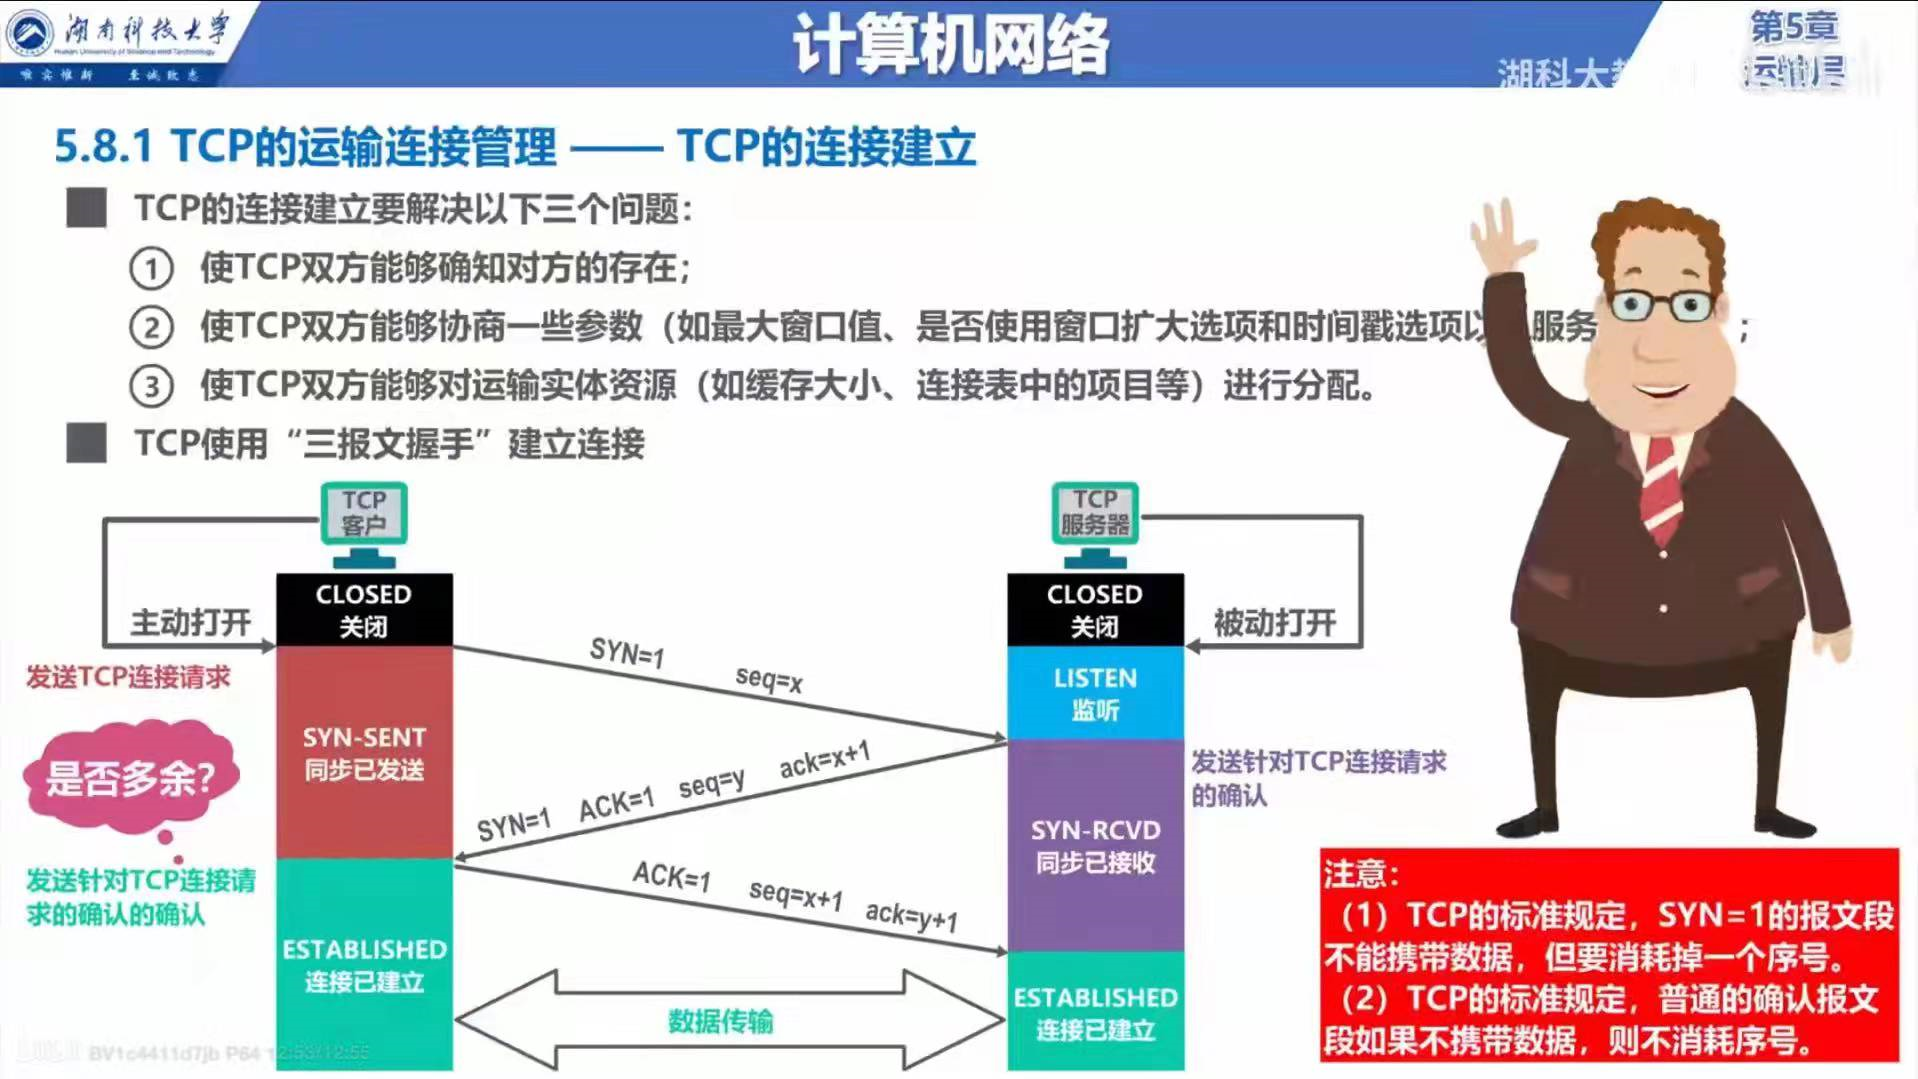 湖南科技大学
Hunan University of Science and Technology
唯实惟新 至诚致志
计算机网络
第5章
运输层
湖科大教
5.8.1 TCP的运输连接管理 —— TCP的连接建立
TCP的连接建立要解决以下三个问题：
① 使TCP双方能够确知对方的存在；
② 使TCP双方能够协商一些参数（如最大窗口值、是否使用窗口扩大选项和时间戳选项以 服务 ；
③ 使TCP双方能够对运输实体资源（如缓存大小、连接表中的项目等）进行分配。
TCP使用“三报文握手”建立连接
TCP
客户
TCP
服务器
主动打开
CLOSED
关闭
CLOSED
关闭
被动打开
发送TCP连接请求
SYN=1 seq=x
LISTEN
监听
SYN-SENT
同步已发送
是否多余？
SYN=1 ACK=1 seq=y ack=x+1
发送针对TCP连接请求
的确认
SYN-RCVD
同步已接收
发送针对TCP连接请
求的确认的确认
ACK=1 seq=x+1 ack=y+1
ESTABLISHED
连接已建立
数据传输
ESTABLISHED
连接已建立
注意：
（1）TCP的标准规定，SYN=1的报文段
不能携带数据，但要消耗掉一个序号。
（2）TCP的标准规定，普通的确认报文
段如果不携带数据，则不消耗序号。
BV1c4411d7jb P64 12:53/12:55